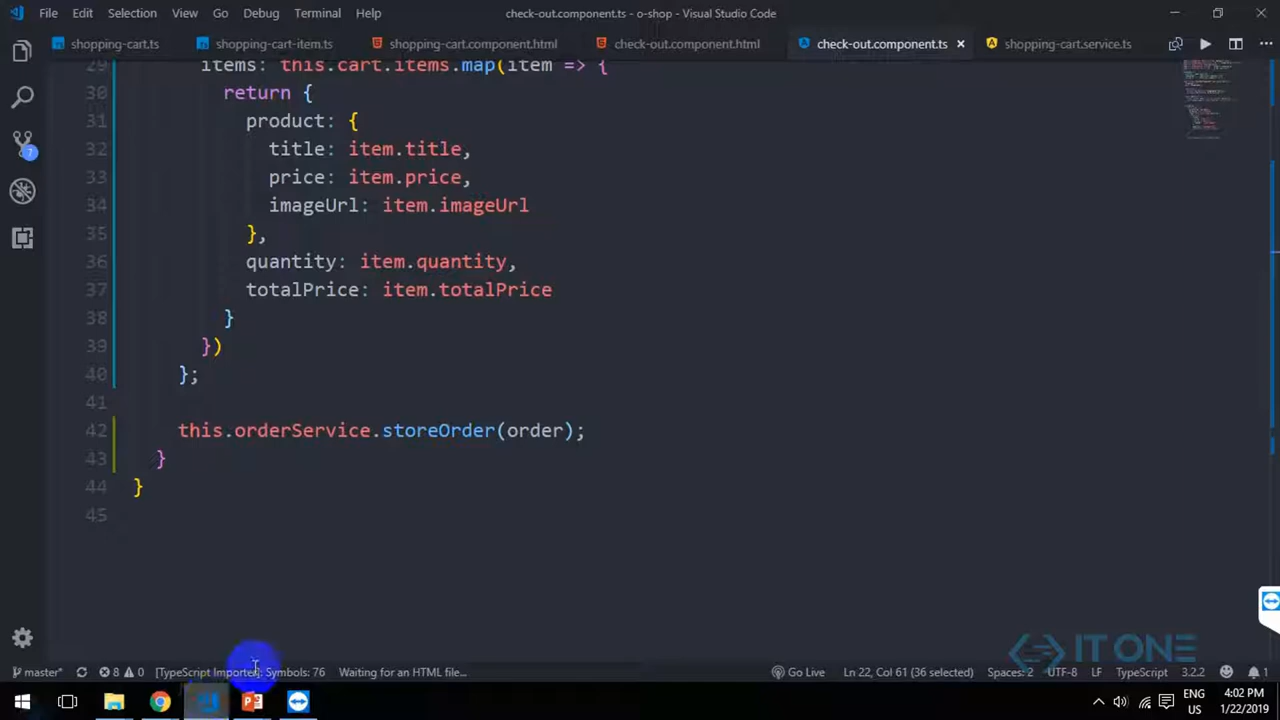 File Edit Selection View Go Debug Terminal Help check-out.component.ts - o-shop - Visual Studio Code
shopping-cart.ts shopping-cart-item.ts shopping-cart.component.html check-out.component.html check-out.component.ts shopping-cart.service.ts
29 items: this.cart.items.map(item => {
30 return {
31 product: {
32 title: item.title,
33 price: item.price,
34 imageUrl: item.imageUrl
35 },
36 quantity: item.quantity,
37 totalPrice: item.totalPrice
38 }
39 })
40 };
41
42 this.orderService.storeOrder(order);
43 }
44 }
45
7
IT ONE
master* 8 0 [TypeScript Importer]: Symbols: 76 Waiting for an HTML file... Go Live Ln 22, Col 61 (36 selected) Spaces: 2 UTF-8 LF TypeScript 3.2.2 1
ENG 4:02 PM
US 1/22/2019